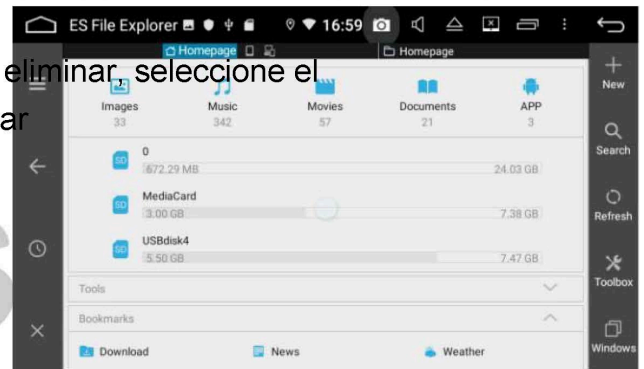 ES File Explorer 16:59
Homepage Homepage
eliminar, seleccione el
ar
New
Images Music Movies Documents APP
33 342 57 21 3
Search
0
672.29 MB 24.03 GB
MediaCard
3.00 GB 7.38 GB
Refresh
USBdisk4
5.50 GB 7.47 GB
Toolbox
Tools
Bookmarks
Windows
Download News Weather